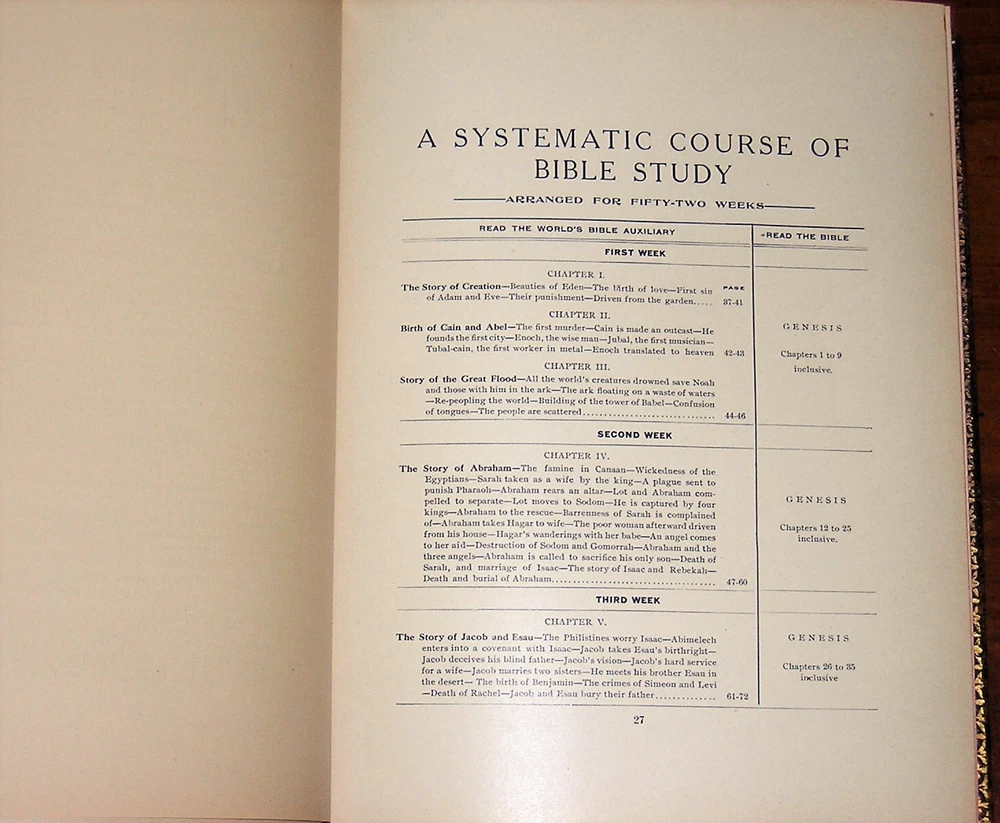 A SYSTEMATIC COURSE OF
BIBLE STUDY
ARRANGED FOR FIFTY-TWO WEEKS
READ THE WORLD'S BIBLE AUXILIARY
READ THE BIBLE
FIRST WEEK
CHAPTER I.
The Story of Creation—Beauties of Eden—The birth of love—First sin PAGE
of Adam and Eve—Their punishment—Driven from the garden..... 37-41
CHAPTER II.
Birth of Cain and Abel—The first murder—Cain is made an outcast—He
founds the first city—Enoch, the wise man—Jubal, the first musician—
Tubal-cain, the first worker in metal—Enoch translated to heaven 42-43
CHAPTER III.
Story of the Great Flood—All the world's creatures drowned save Noah
and those with him in the ark—The ark floating on a waste of waters
—Re-peopling the world—Building of the tower of Babel—Confusion
of tongues—The people are scattered.............................. 44-46
GENESIS
Chapters 1 to 9
inclusive.
SECOND WEEK
CHAPTER IV.
The Story of Abraham—The famine in Canaan—Wickedness of the
Egyptians—Sarah taken as a wife by the king—A plague sent to
punish Pharaoh—Abraham rears an altar—Lot and Abraham com-
pelled to separate—Lot moves to Sodom—He is captured by four
kings—Abraham to the rescue—Barrenness of Sarah is complained
of—Abraham takes Hagar to wife—The poor woman afterward driven
from his house—Hagar's wanderings with her babe—An angel comes
to her aid—Destruction of Sodom and Gomorrah—Abraham and the
three angels—Abraham is called to sacrifice his only son—Death of
Sarah, and marriage of Isaac—The story of Isaac and Rebekah—
Death and burial of Abraham..................................... 47-60
GENESIS
Chapters 12 to 25
inclusive.
THIRD WEEK
CHAPTER V.
The Story of Jacob and Esau—The Philistines worry Isaac—Abimelech
enters into a covenant with Isaac—Jacob takes Esau's birthright—
Jacob deceives his blind father—Jacob's vision—Jacob's hard service
for a wife—Jacob marries two sisters—He meets his brother Esau in
the desert— The birth of Benjamin—The crimes of Simeon and Levi
—Death of Rachel—Jacob and Esau bury their father.............. 61-72
GENESIS
Chapters 26 to 35
inclusive
27